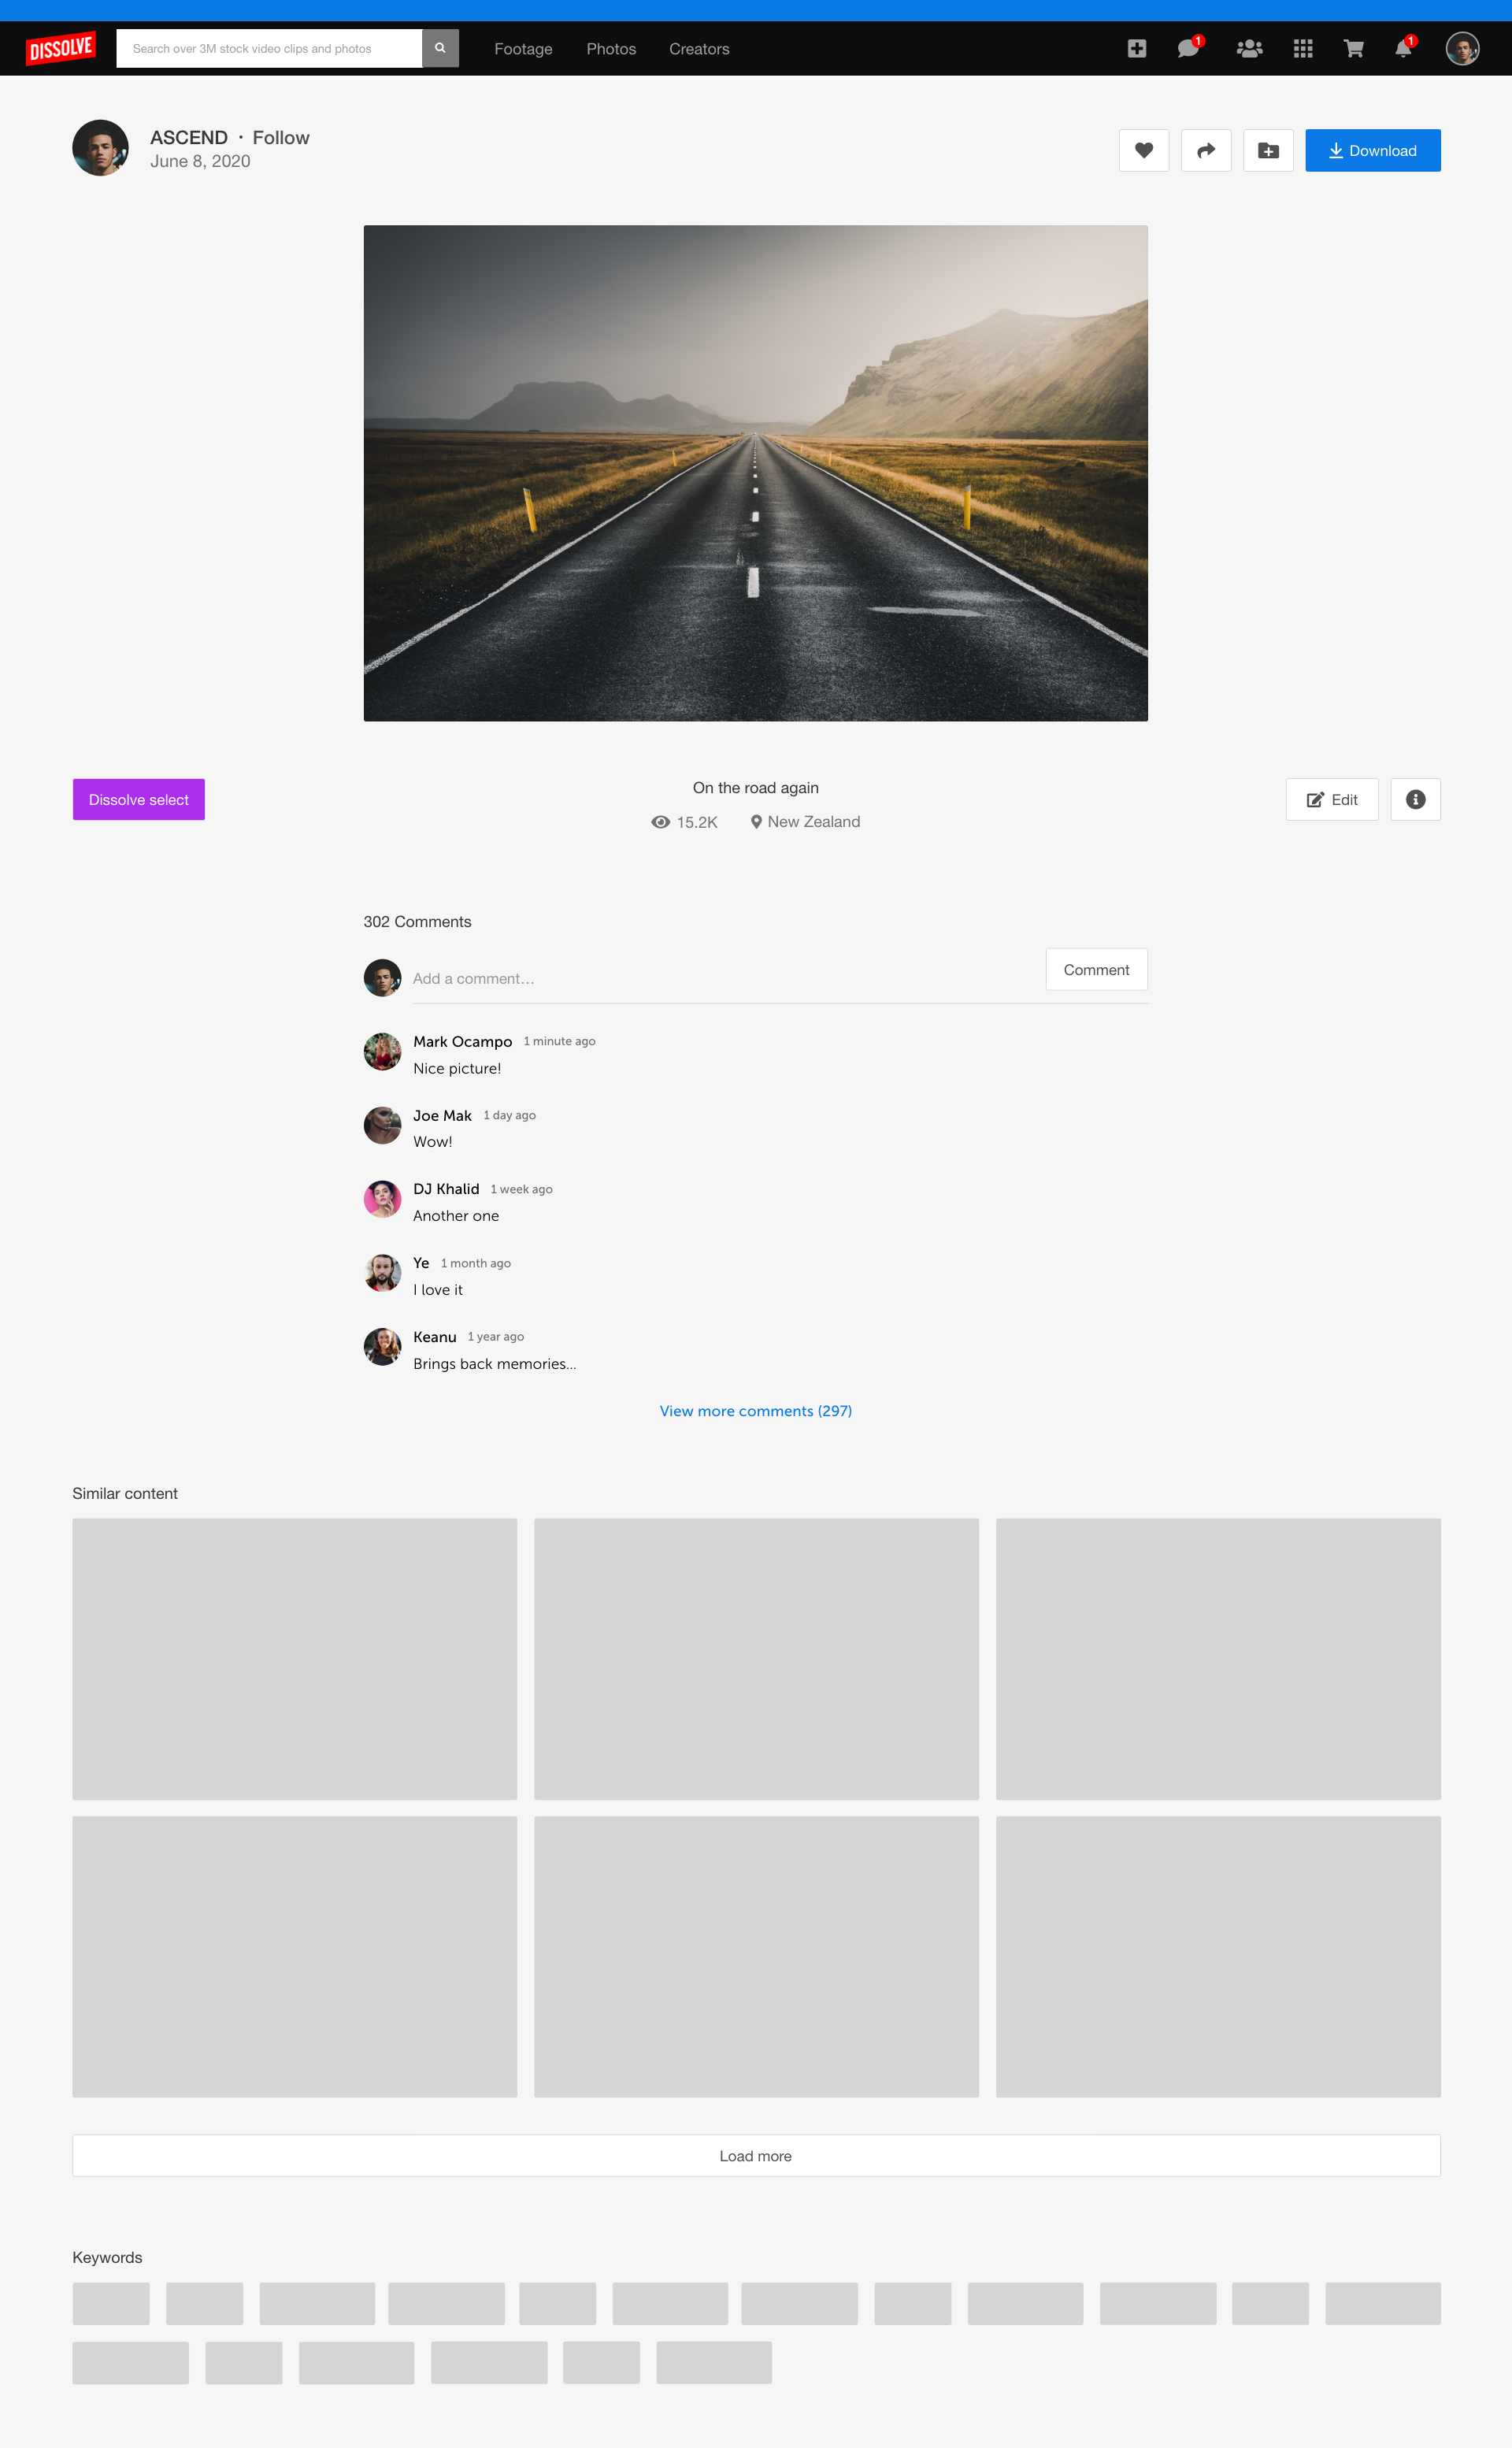 DISSOLVE
Search over 3M stock video clips and photos
Footage
Photos
Creators
1
1
ASCEND · Follow
June 8, 2020
Download
Dissolve select
On the road again
15.2K
New Zealand
Edit
302 Comments
Add a comment...
Comment
Mark Ocampo 1 minute ago
Nice picture!
Joe Mak 1 day ago
Wow!
DJ Khalid 1 week ago
Another one
Ye 1 month ago
I love it
Keanu 1 year ago
Brings back memories...
View more comments (297)
Similar content
Load more
Keywords